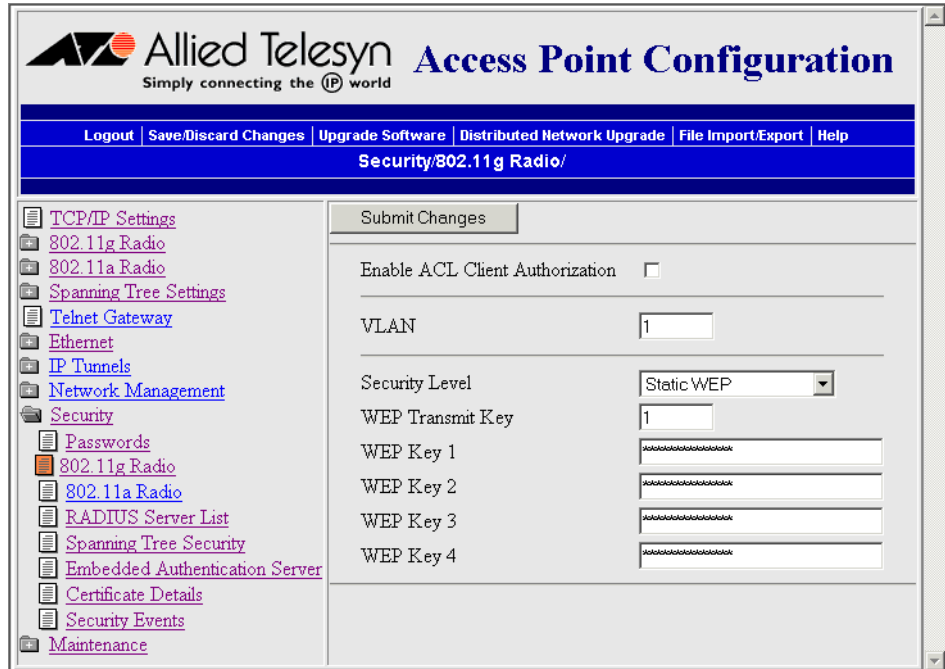 Allied Telesyn
Simply connecting the IP world
Access Point Configuration
Logout | Save/Discard Changes | Upgrade Software | Distributed Network Upgrade | File Import/Export | Help
Security/802.11g Radio/
TCP/IP Settings
802.11g Radio
802.11a Radio
Spanning Tree Settings
Telnet Gateway
Ethernet
IP Tunnels
Network Management
Security
Passwords
802.11g Radio
802.11a Radio
RADIUS Server List
Spanning Tree Security
Embedded Authentication Server
Certificate Details
Security Events
Maintenance
Submit Changes
Enable ACL Client Authorization
VLAN 1
Security Level Static WEP
WEP Transmit Key 1
WEP Key 1 ****************
WEP Key 2 ****************
WEP Key 3 ****************
WEP Key 4 ****************